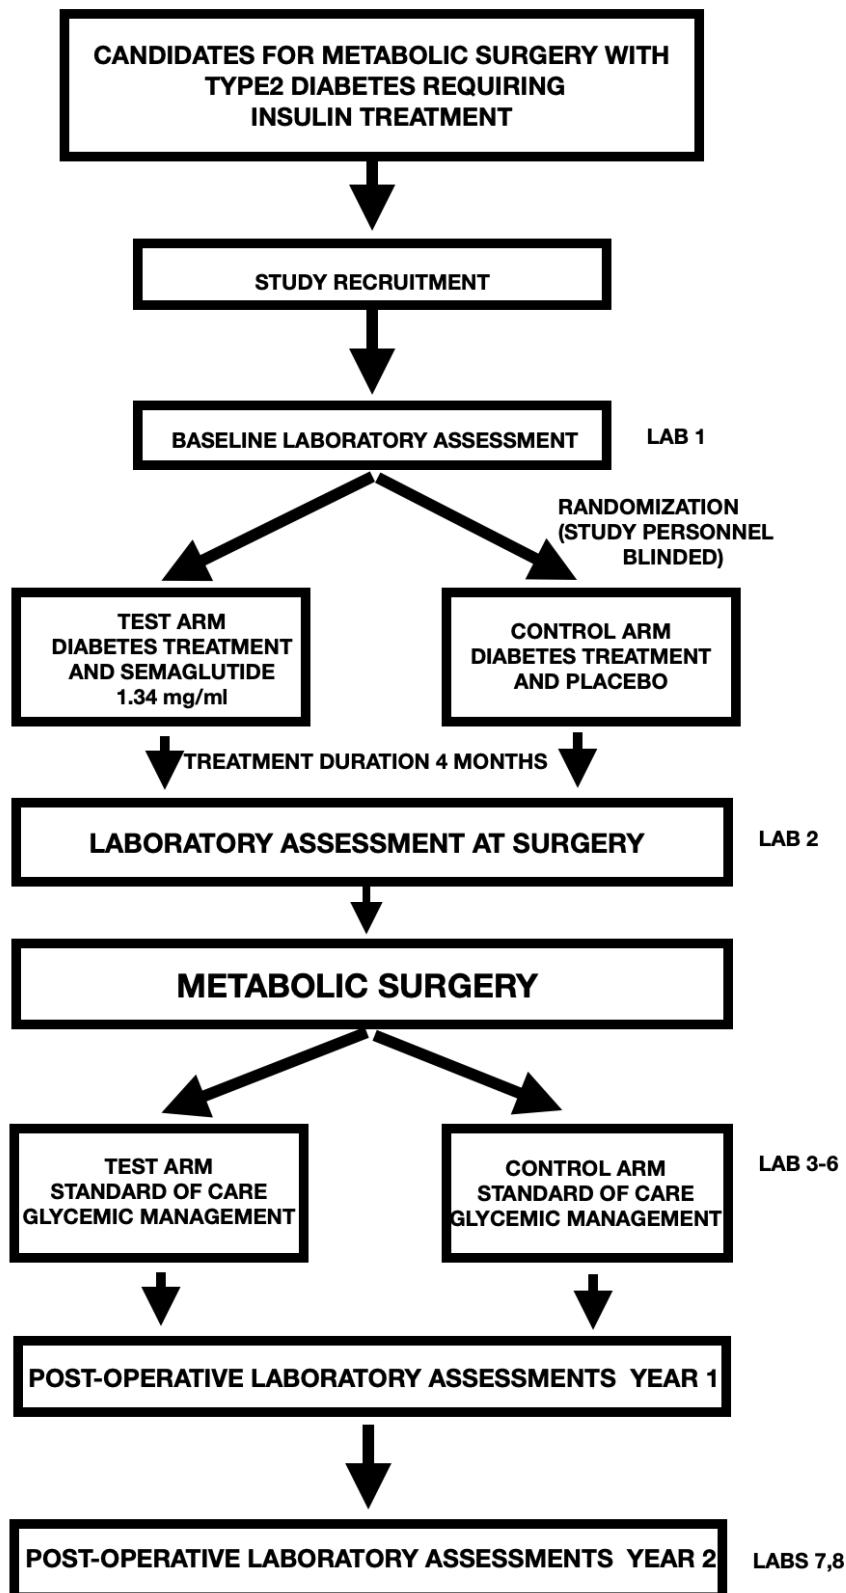 CANDIDATES FOR METABOLIC SURGERY WITH
TYPE2 DIABETES REQUIRING
INSULIN TREATMENT
STUDY RECRUITMENT
BASELINE LABORATORY ASSESSMENT
LAB 1
RANDOMIZATION
(STUDY PERSONNEL
BLINDED)
TEST ARM
DIABETES TREATMENT
AND SEMAGLUTIDE
1.34 mg/ml
CONTROL ARM
DIABETES TREATMENT
AND PLACEBO
TREATMENT DURATION 4 MONTHS
LABORATORY ASSESSMENT AT SURGERY
LAB 2
METABOLIC SURGERY
TEST ARM
STANDARD OF CARE
GLYCEMIC MANAGEMENT
CONTROL ARM
STANDARD OF CARE
GLYCEMIC MANAGEMENT
LAB 3-6
POST-OPERATIVE LABORATORY ASSESSMENTS YEAR 1
POST-OPERATIVE LABORATORY ASSESSMENTS YEAR 2
LABS 7,8